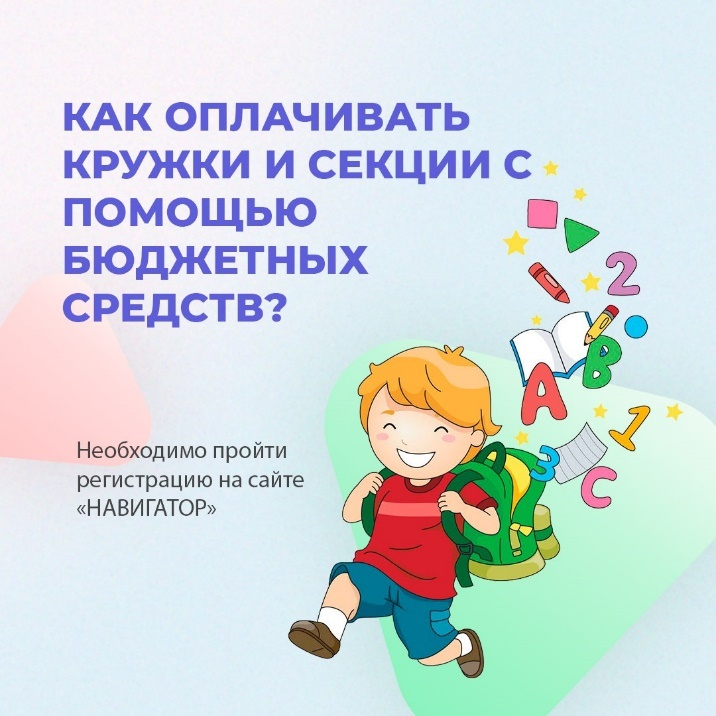 КАК ОПЛАЧИВАТЬ
КРУЖКИ И СЕКЦИИ С
ПОМОЩЬЮ
БЮДЖЕТНЫХ
СРЕДСТВ?
2
B
A
1
3
C
Необходимо пройти
регистрацию на сайте
«НАВИГАТОР»